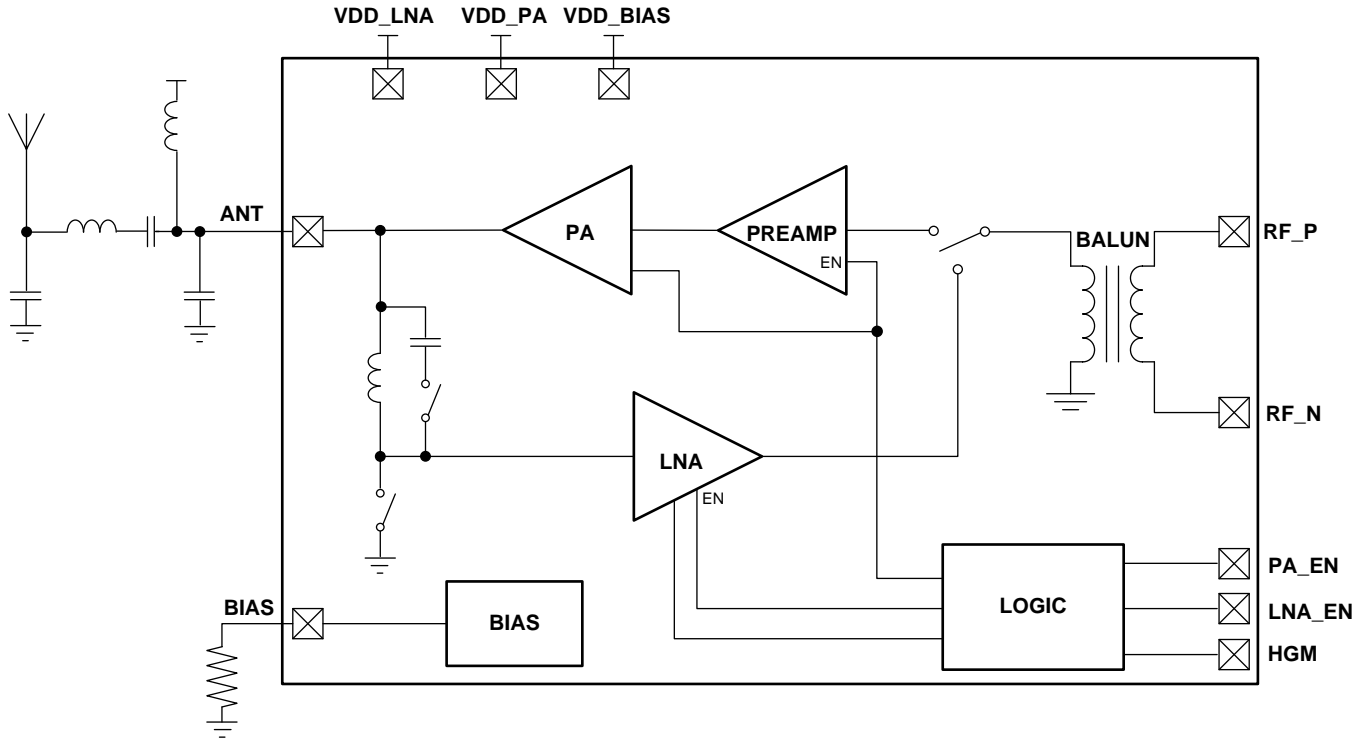 VDD_LNA VDD_PA VDD_BIAS
ANT
PA
PREAMP
EN
BALUN
RF_P
RF_N
LNA
EN
LOGIC
PA_EN
LNA_EN
HGM
BIAS
BIAS